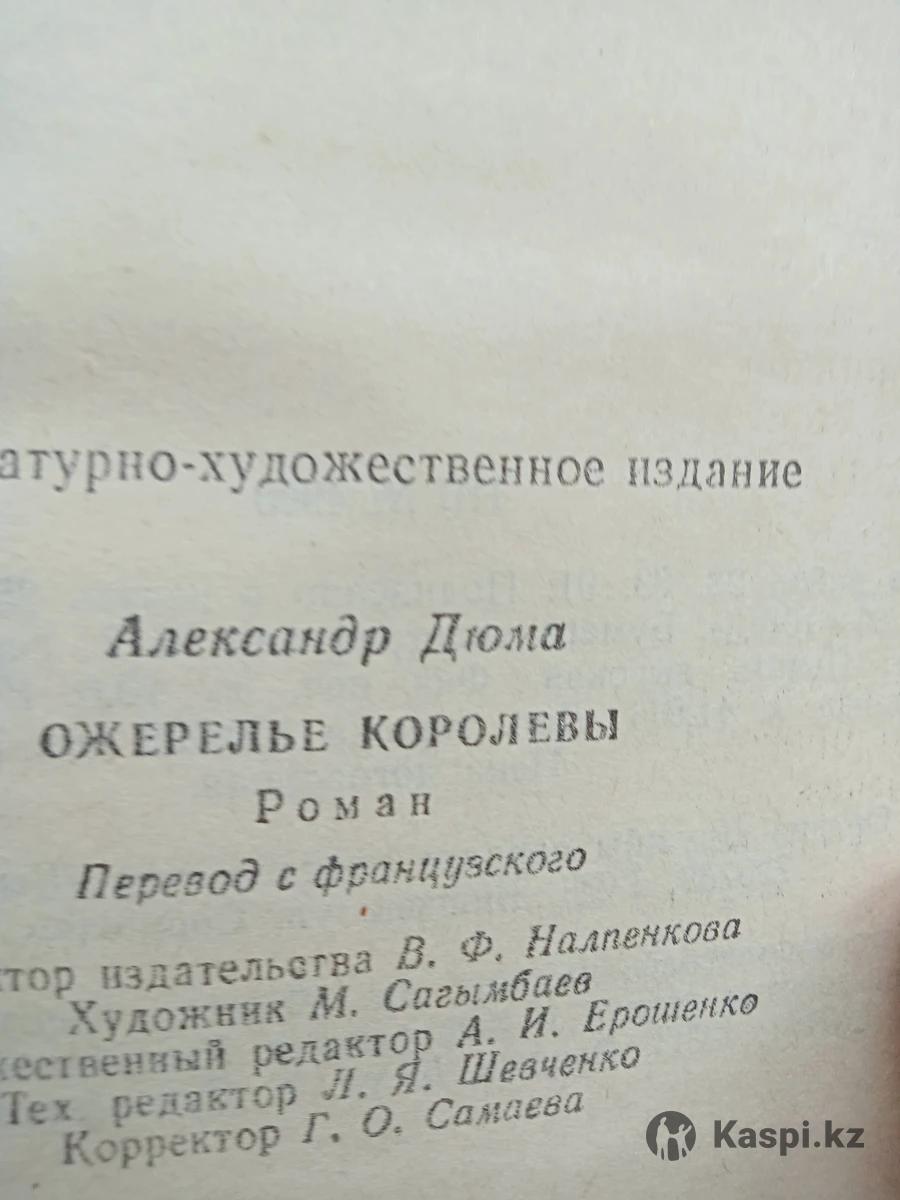 атурно-художественное издание
Александр Дюма
ОЖЕРЕЛЬЕ КОРОЛЕВЫ
Роман
Перевод с французского
ктор издательства В. Ф. Налпенкова
Художник М. Сагымбаев
жественный редактор А. И. Ерошенко
Тех. редактор Л. Я. Шевченко
Корректор Г. О. Самаева
Kaspi.kz